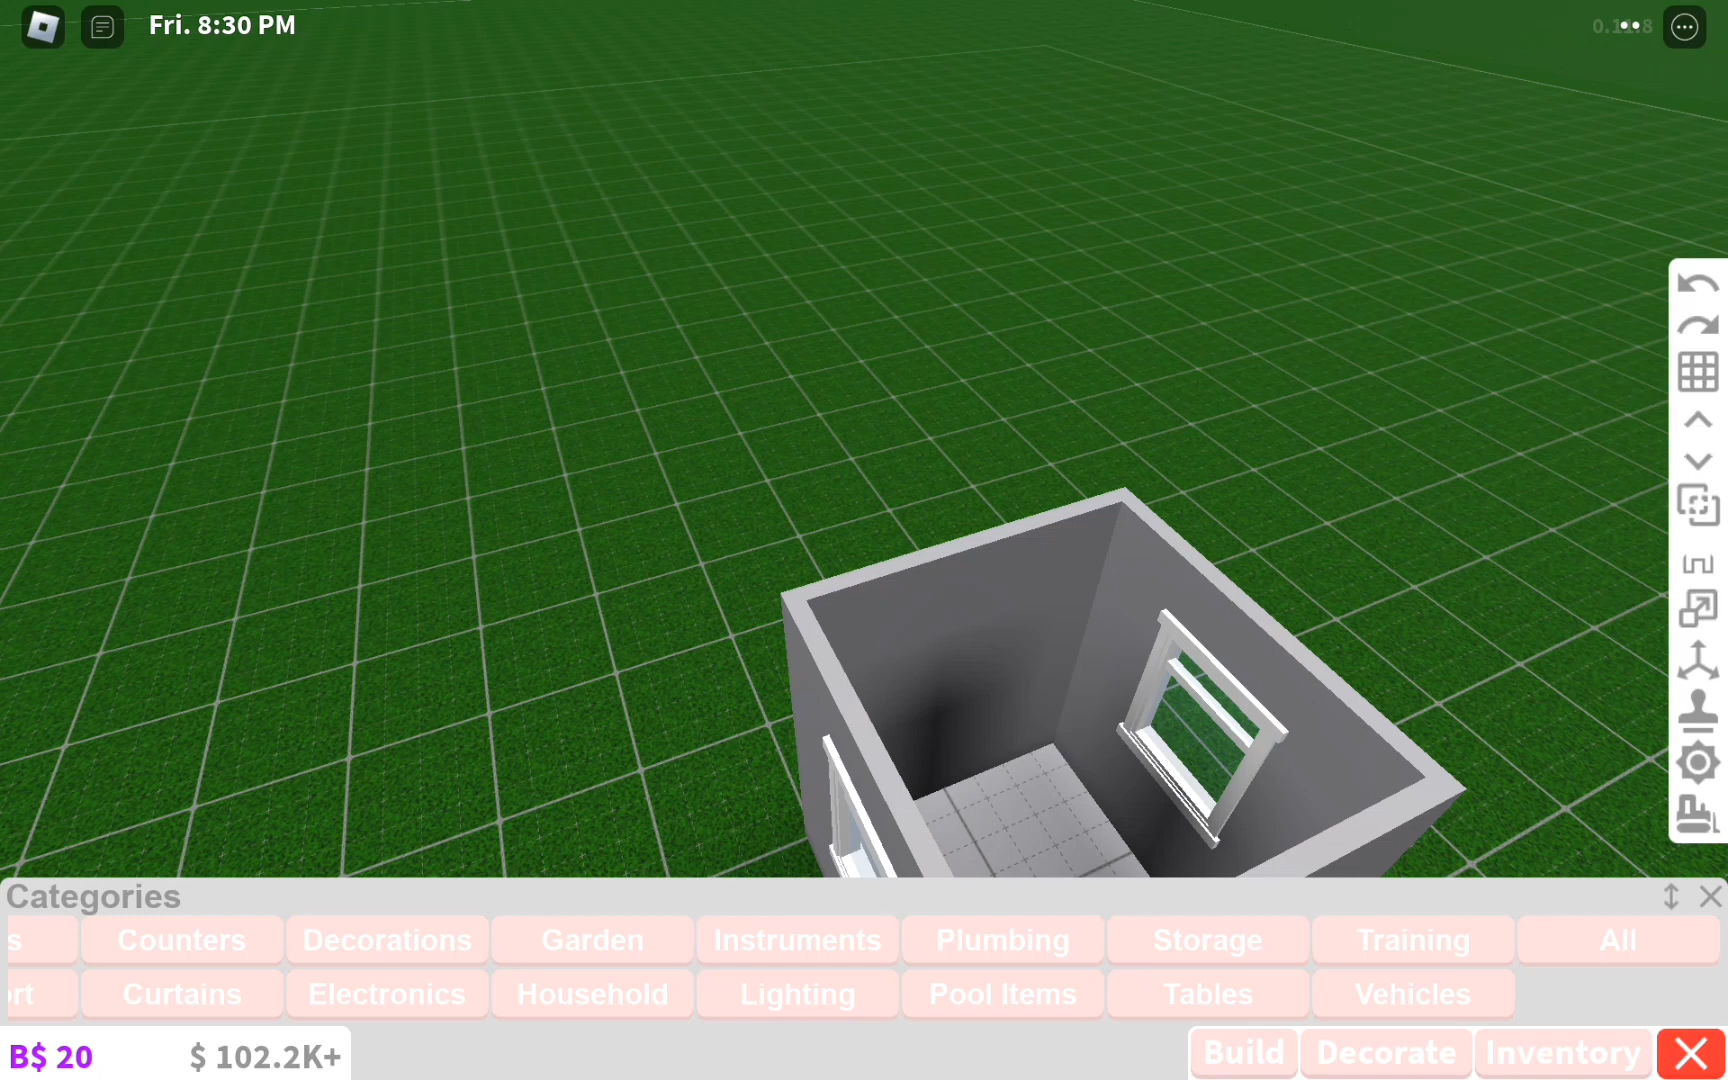 Fri. 8:30 PM
Categories
s
Counters
Decorations
Garden
Instruments
Plumbing
Storage
Training
All
rt
Curtains
Electronics
Household
Lighting
Pool Items
Tables
Vehicles
B$ 20
$ 102.2K+
Build
Decorate
Inventory